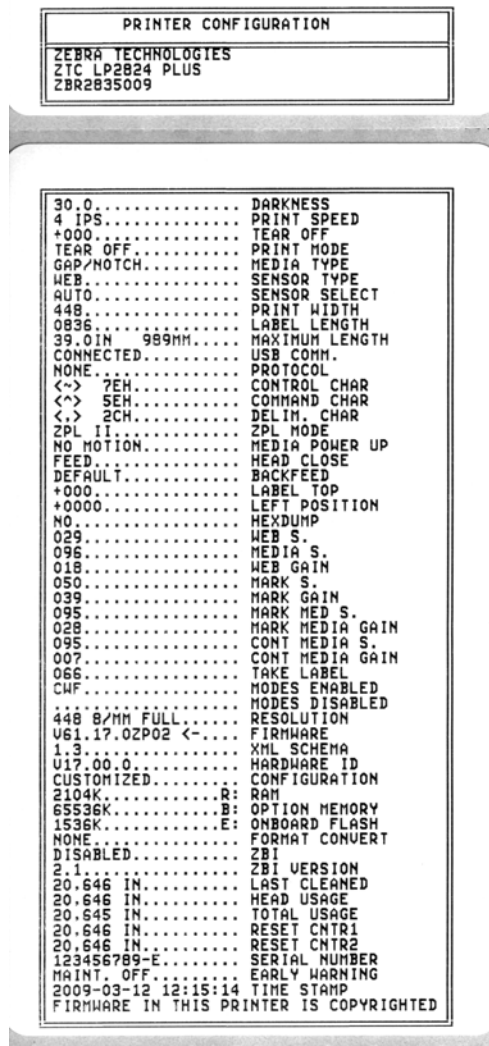 PRINTER CONFIGURATION
ZEBRA TECHNOLOGIES
ZTC LP2824 PLUS
ZBR2835009
30.0............... DARKNESS
4 IPS.............. PRINT SPEED
+000............... TEAR OFF
TEAR OFF........... PRINT MODE
GAP/NOTCH.......... MEDIA TYPE
WEB................ SENSOR TYPE
AUTO............... SENSOR SELECT
448................ PRINT WIDTH
0836............... LABEL LENGTH
39.0IN   989MM..... MAXIMUM LENGTH
CONNECTED.......... USB COMM.
NONE............... PROTOCOL
<~>  7EH........... CONTROL CHAR
<^>  5EH........... COMMAND CHAR
<,>  2CH........... DELIM. CHAR
ZPL II............. ZPL MODE
NO MOTION.......... MEDIA POWER UP
FEED............... HEAD CLOSE
DEFAULT............ BACKFEED
+000............... LABEL TOP
+0000.............. LEFT POSITION
NO................. HEXDUMP
029................ WEB S.
096................ MEDIA S.
018................ WEB GAIN
050................ MARK S.
039................ MARK GAIN
095................ MARK MED S.
028................ MARK MEDIA GAIN
095................ CONT MEDIA S.
007................ CONT MEDIA GAIN
066................ TAKE LABEL
CWF................ MODES ENABLED
................... MODES DISABLED
448 8/MM FULL...... RESOLUTION
V61.17.0ZP02 <-.... FIRMWARE
1.3................ XML SCHEMA
V17.00.0........... HARDWARE ID
CUSTOMIZED......... CONFIGURATION
2104K............R: RAM
65536K...........B: OPTION MEMORY
1536K............E: ONBOARD FLASH
NONE............... FORMAT CONVERT
DISABLED........... ZBI
2.1................ ZBI VERSION
20,646 IN.......... LAST CLEANED
20,646 IN.......... HEAD USAGE
20,645 IN.......... TOTAL USAGE
20,646 IN.......... RESET CNTR1
20,646 IN.......... RESET CNTR2
123456789-E........ SERIAL NUMBER
MAINT. OFF......... EARLY WARNING
2009-03-12 12:15:14 TIME STAMP
FIRMWARE IN THIS PRINTER IS COPYRIGHTED